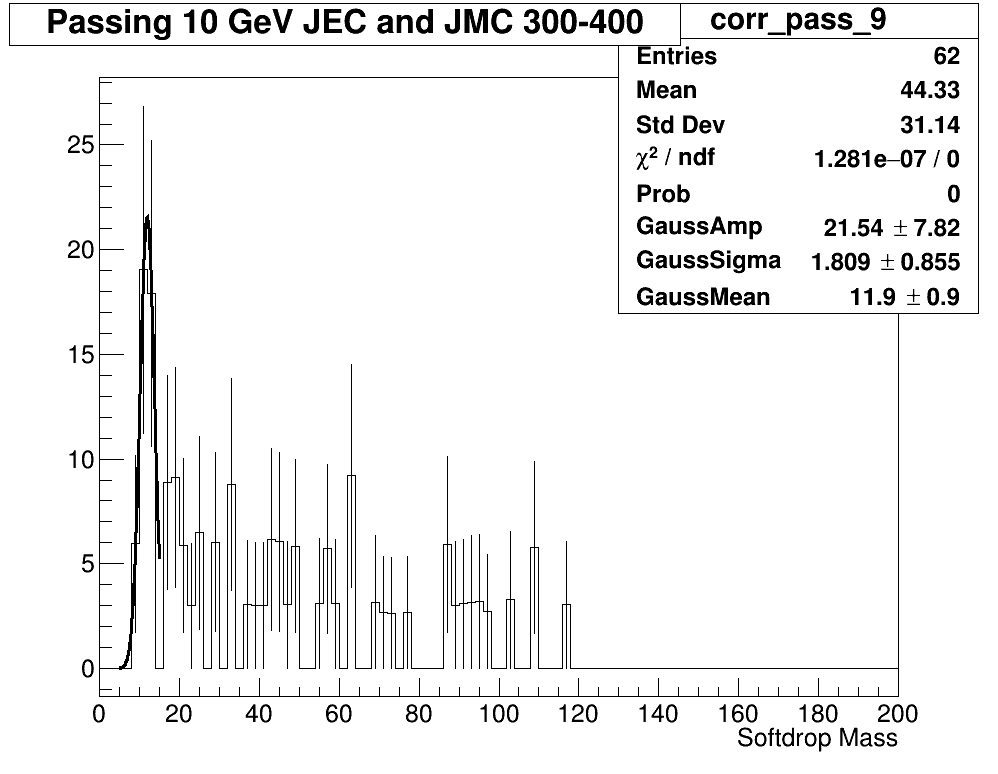 Passing 10 GeV JEC and JMC 300-400
corr_pass_9
Entries 62
Mean 44.33
Std Dev 31.14
χ² / ndf 1.281e−07 / 0
Prob 0
GaussAmp 21.54 ± 7.82
GaussSigma 1.809 ± 0.855
GaussMean 11.9 ± 0.9
25
20
15
10
5
0
0 20 40 60 80 100 120 140 160 180 200
Softdrop Mass